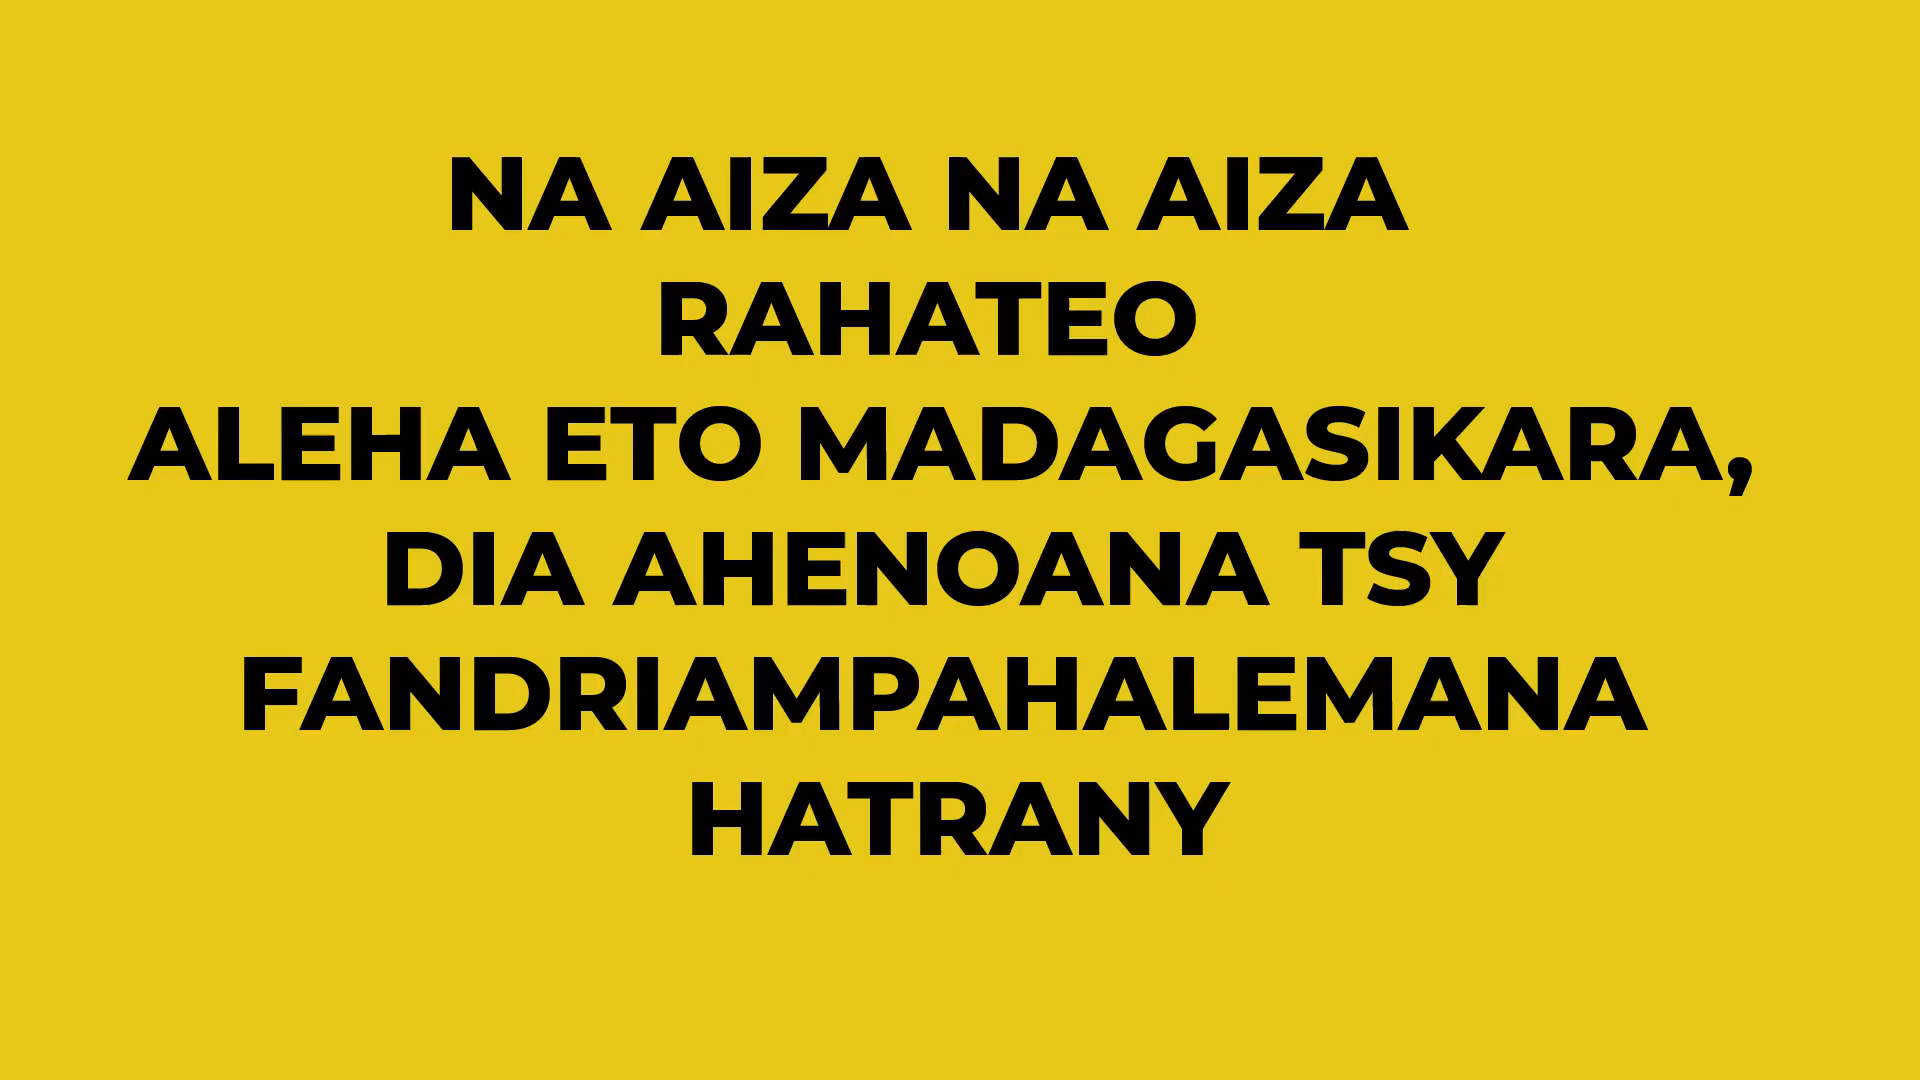 NA AIZA NA AIZA
RAHATEO
ALEHA ETO MADAGASIKARA,
DIA AHENOANA TSY
FANDRIAMPAHALEMANA
HATRANY